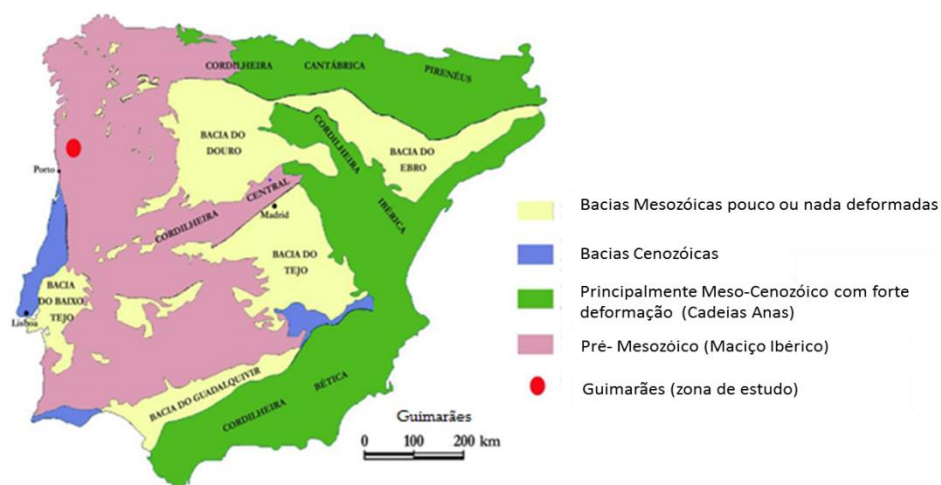 CORDILHEIRA CANTÁBRICA PIRENÉUS
BACIA DO
DOURO
CORDILHEIRA
IBÉRICA
BACIA DO
EBRO
Porto
CORDILHEIRA CENTRAL
Madrid
BACIA DO
TEJO
BACIA
DO BAIXO
TEJO
Lisboa
BACIA DO GUADALQUIVIR
CORDILHEIRA BÉTICA
Guimarães
0 100 200 km
Bacias Mesozóicas pouco ou nada deformadas
Bacias Cenozóicas
Principalmente Meso-Cenozóico com forte
deformação (Cadeias Anas)
Pré- Mesozóico (Maciço Ibérico)
Guimarães (zona de estudo)